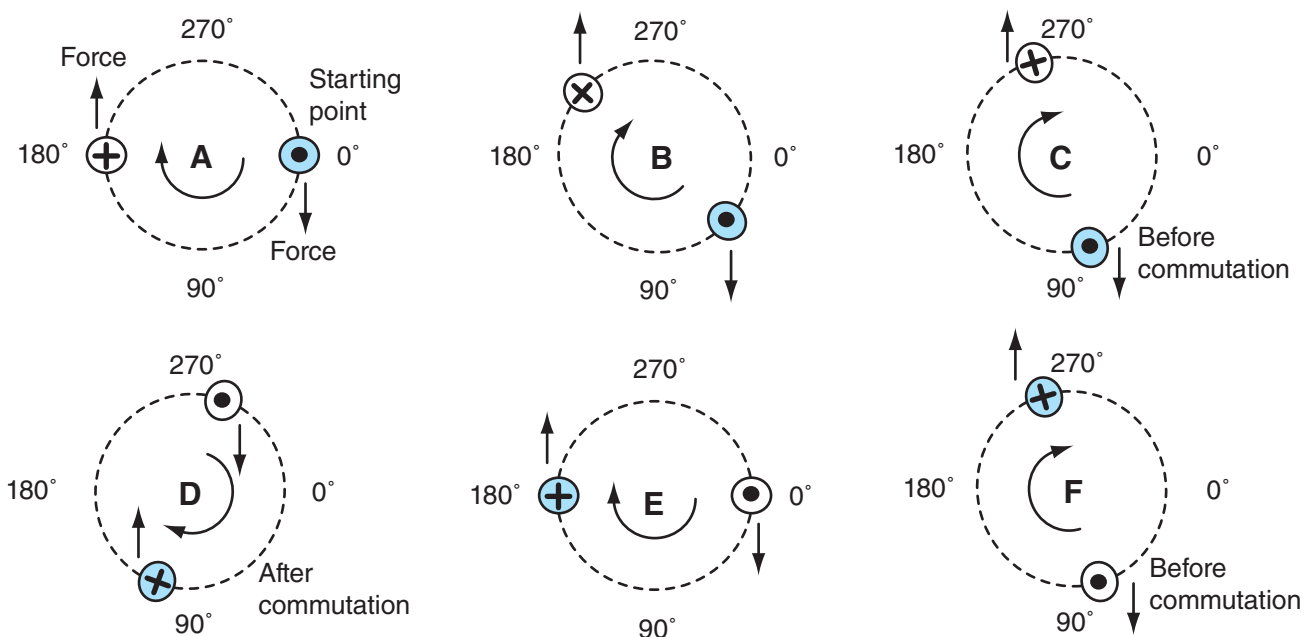 270°
Force
Starting
point
180°
A
0°
Force
90°
270°
180°
B
0°
90°
270°
180°
C
0°
Before
commutation
90°
270°
180°
D
0°
After
commutation
90°
270°
180°
E
0°
90°
270°
180°
F
0°
Before
commutation
90°